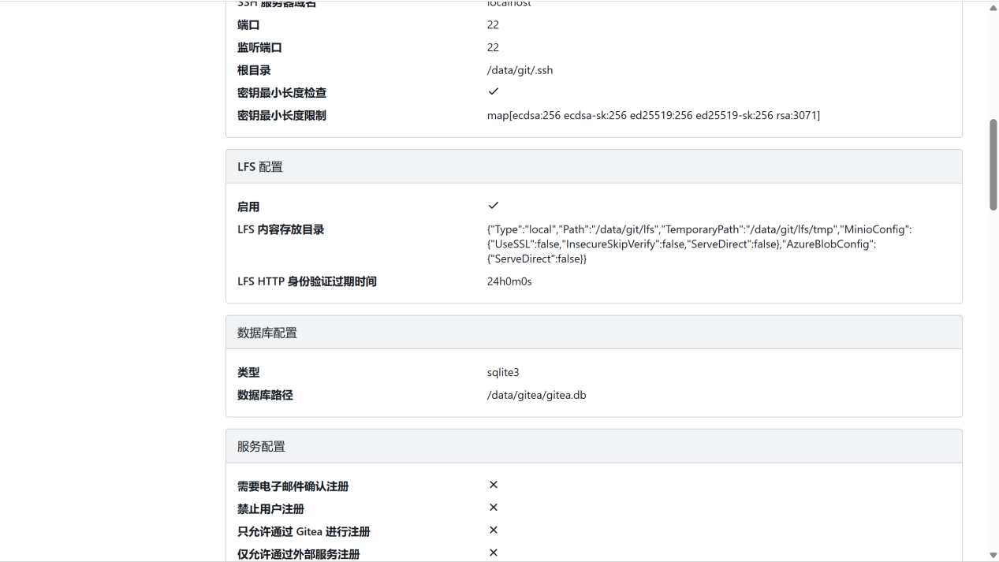 SSH 服务器域名 localhost
端口 22
监听端口 22
根目录 /data/git/.ssh
密钥最小长度检查
密钥最小长度限制 map[ecdsa:256 ecdsa-sk:256 ed25519:256 ed25519-sk:256 rsa:3071]
LFS 配置
启用
LFS 内容存放目录 {"Type":"local","Path":"/data/git/lfs","TemporaryPath":"/data/git/lfs/tmp","MinioConfig":
{"UseSSL":false,"InsecureSkipVerify":false,"ServeDirect":false},"AzureBlobConfig":
{"ServeDirect":false}}
LFS HTTP 身份验证过期时间 24h0m0s
数据库配置
类型 sqlite3
数据库路径 /data/gitea/gitea.db
服务配置
需要电子邮件确认注册
禁止用户注册
只允许通过 Gitea 进行注册
仅允许通过外部服务注册